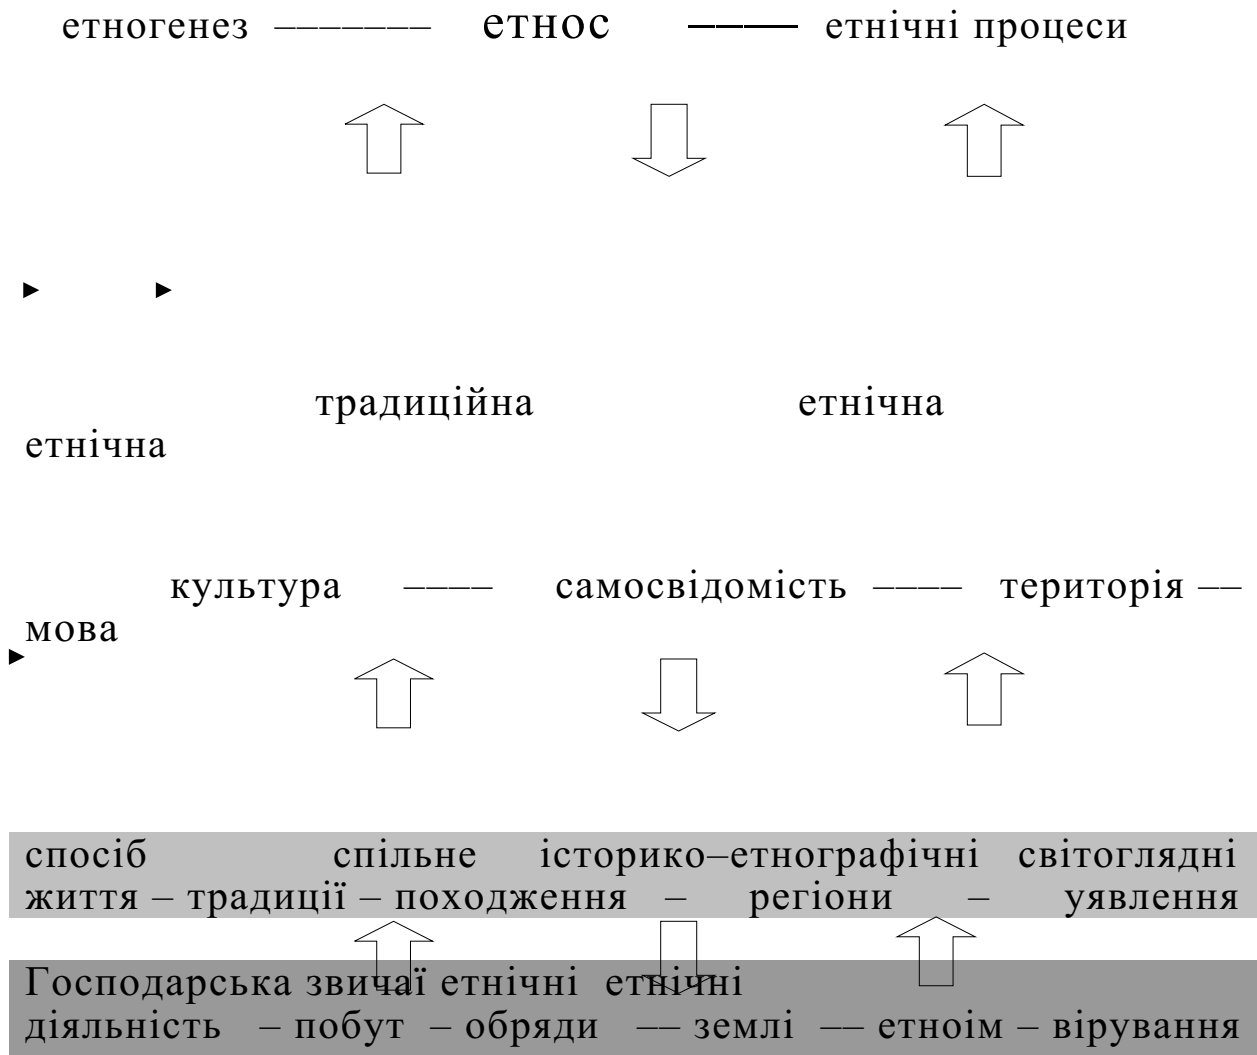 етногенез ––––––– етнос ––––– етнічні процеси
традиційна етнічна
етнічна
культура –––– самосвідомість –––– територія ––
мова
спосіб спільне історико–етнографічні світоглядні
життя – традиції – походження – регіони – уявлення
Господарська звичаї етнічні етнічні
діяльність – побут – обряди –– землі –– етноім – вірування